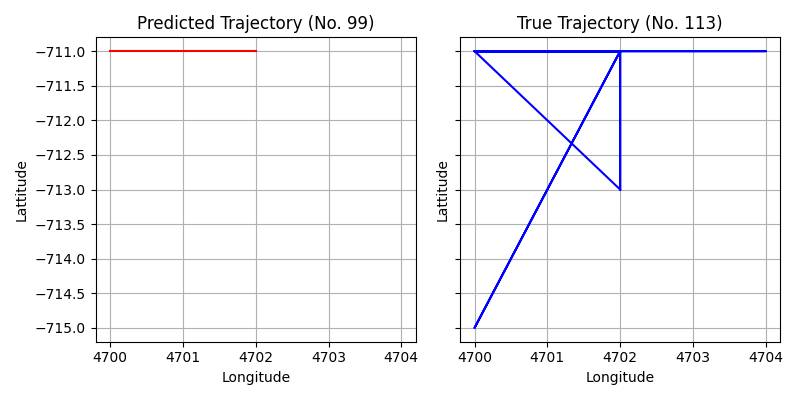 Predicted Trajectory (No. 99)
True Trajectory (No. 113)
−711.0
−711.5
−712.0
−712.5
−713.0
−713.5
−714.0
−714.5
−715.0
Lattitude
Lattitude
4700 4701 4702 4703 4704
4700 4701 4702 4703 4704
Longitude
Longitude